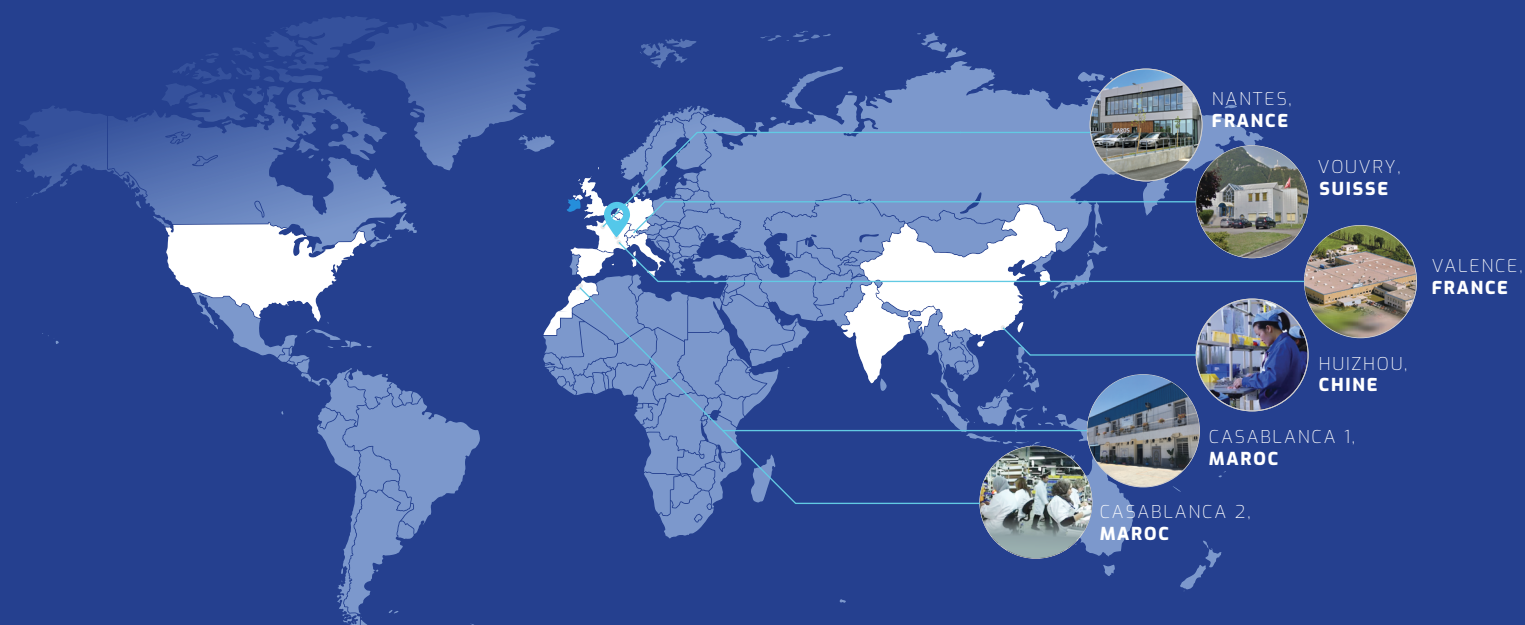 NANTES,
FRANCE
VOUVRY,
SUISSE
VALENCE,
FRANCE
HUIZHOU,
CHINE
CASABLANCA 1,
MAROC
CASABLANCA 2,
MAROC